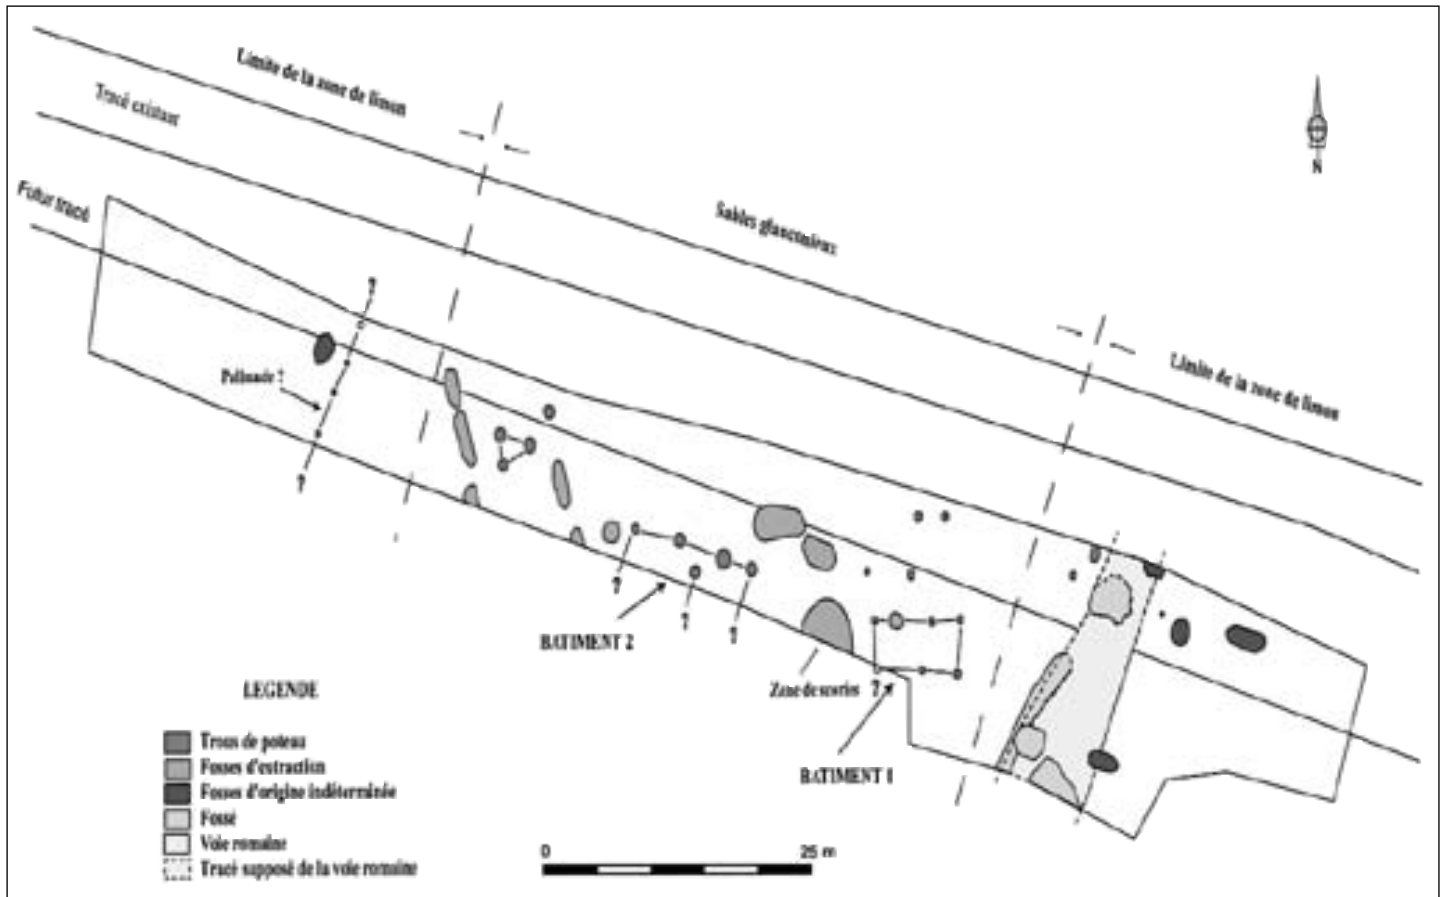 Limite de la zone de limon
Tracé existant
Futur tracé
N
Sables glauconieux
Limite de la zone de limon
?
Palissade ?
?
?
BATIMENT 2
?
?
Zone de scories
?
BATIMENT 1
LEGENDE
Trous de poteau
Fosses d'extraction
Fosses d'origine indéterminée
Fossé
Voie romaine
Tracé supposé de la voie romaine
0
25 m